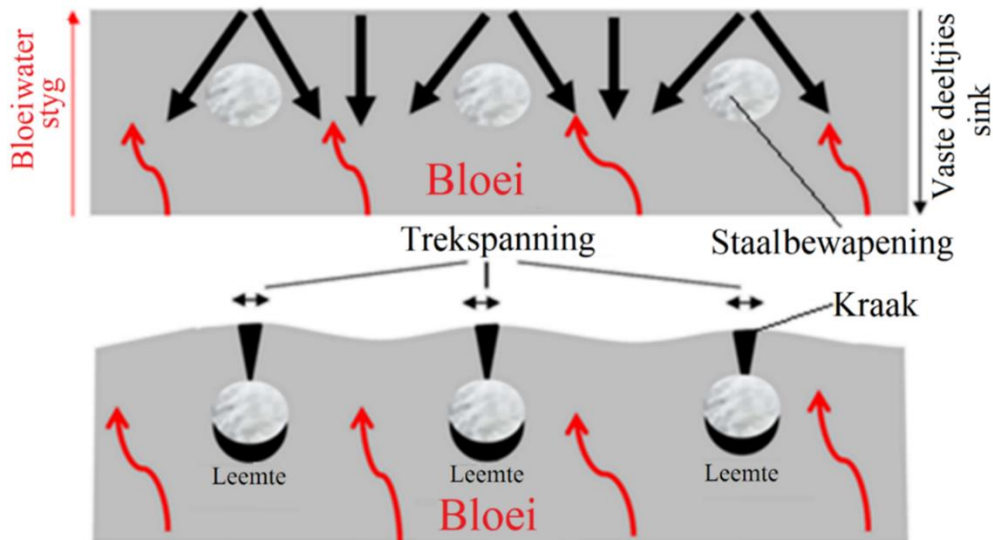 Bloeiwater
styg
Vaste deeltjies
sink
Bloei
Staalbewapening
Trekspanning
Kraak
Leemte
Leemte
Leemte
Bloei